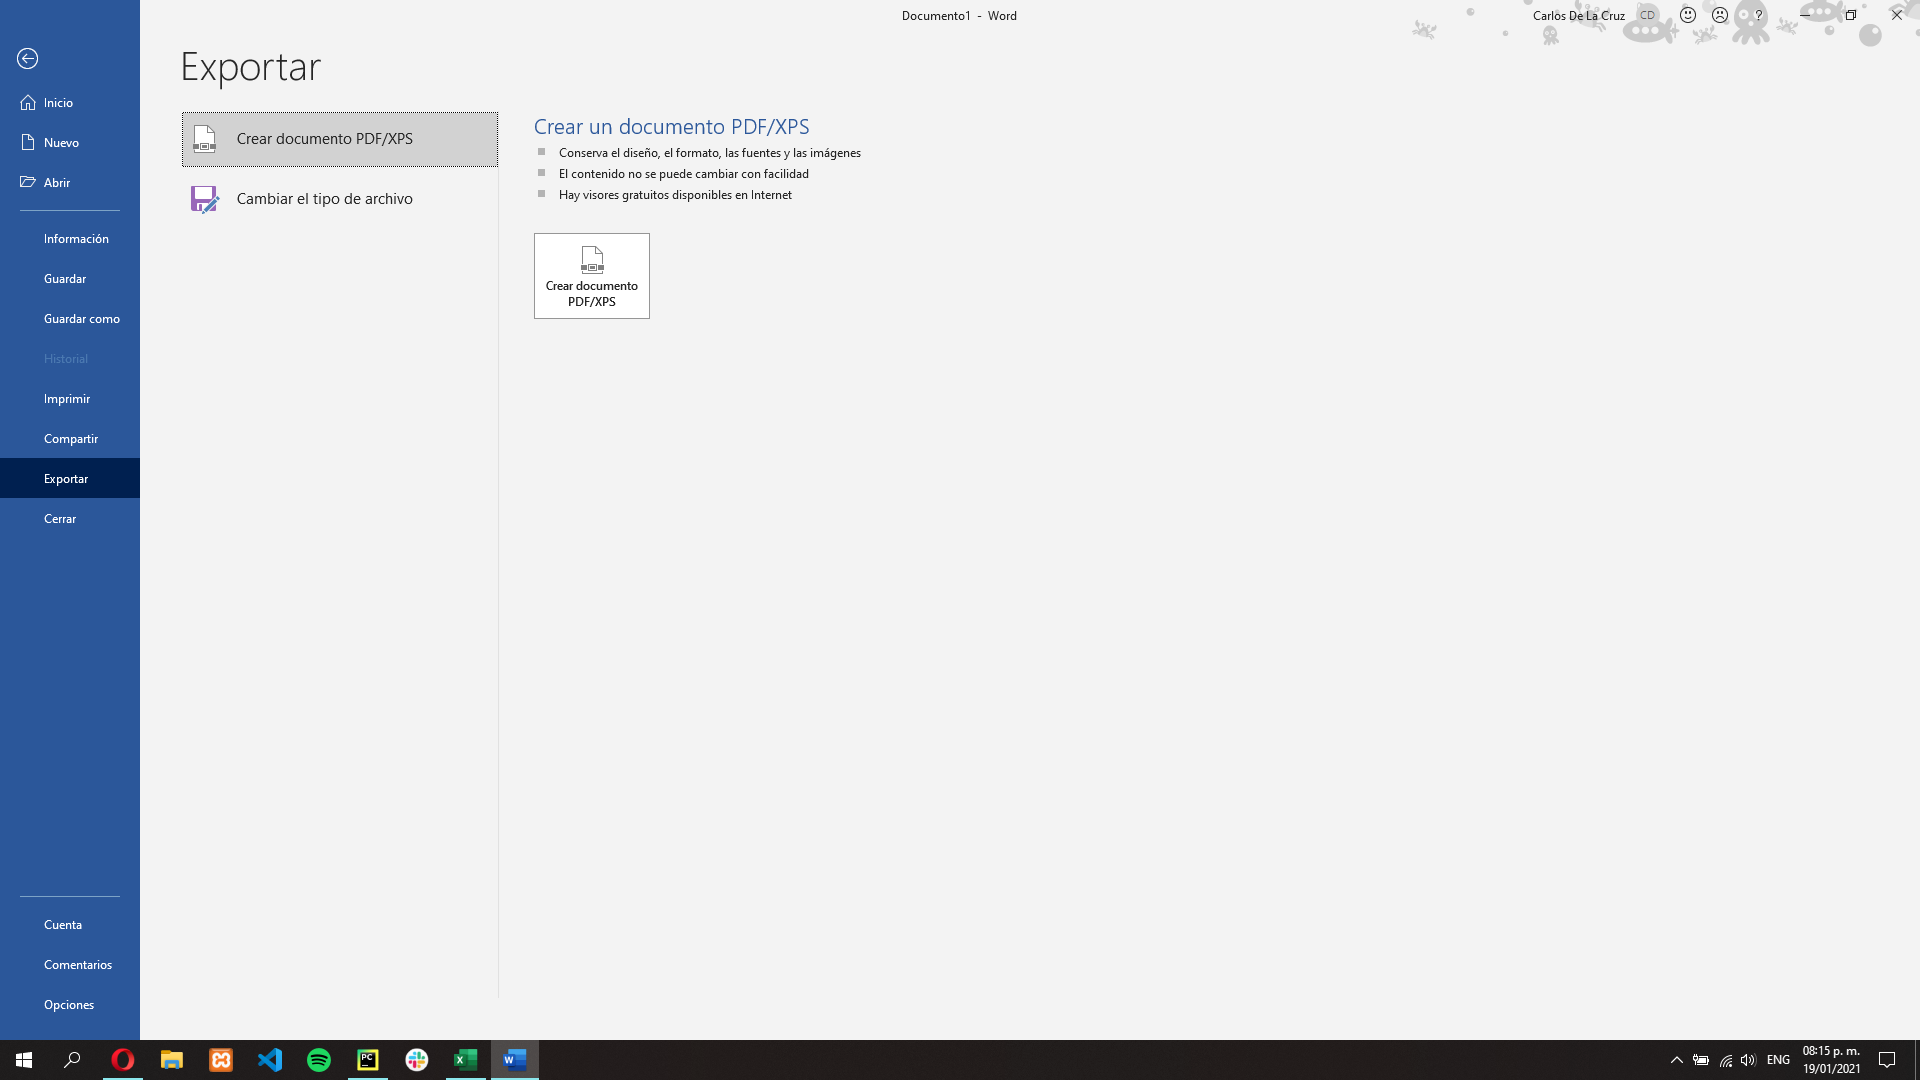 Documento1 - Word
Carlos De La Cruz CD
?
Inicio
Nuevo
Abrir
Información
Guardar
Guardar como
Historial
Imprimir
Compartir
Exportar
Cerrar
Cuenta
Comentarios
Opciones
Exportar
Crear documento PDF/XPS
Cambiar el tipo de archivo
Crear un documento PDF/XPS
Conserva el diseño, el formato, las fuentes y las imágenes
El contenido no se puede cambiar con facilidad
Hay visores gratuitos disponibles en Internet
Crear documento
PDF/XPS
PC
X
W
ENG
08:15 p. m.
19/01/2021